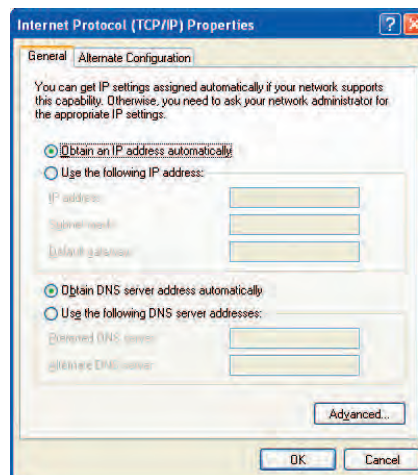 Internet Protocol (TCP/IP) Properties
General
Alternate Configuration
You can get IP settings assigned automatically if your network supports
this capability. Otherwise, you need to ask your network administrator for
the appropriate IP settings.
Obtain an IP address automatically
Use the following IP address:
IP address:
Subnet mask:
Default gateway:
Obtain DNS server address automatically
Use the following DNS server addresses:
Preferred DNS server:
Alternate DNS server:
Advanced...
OK
Cancel